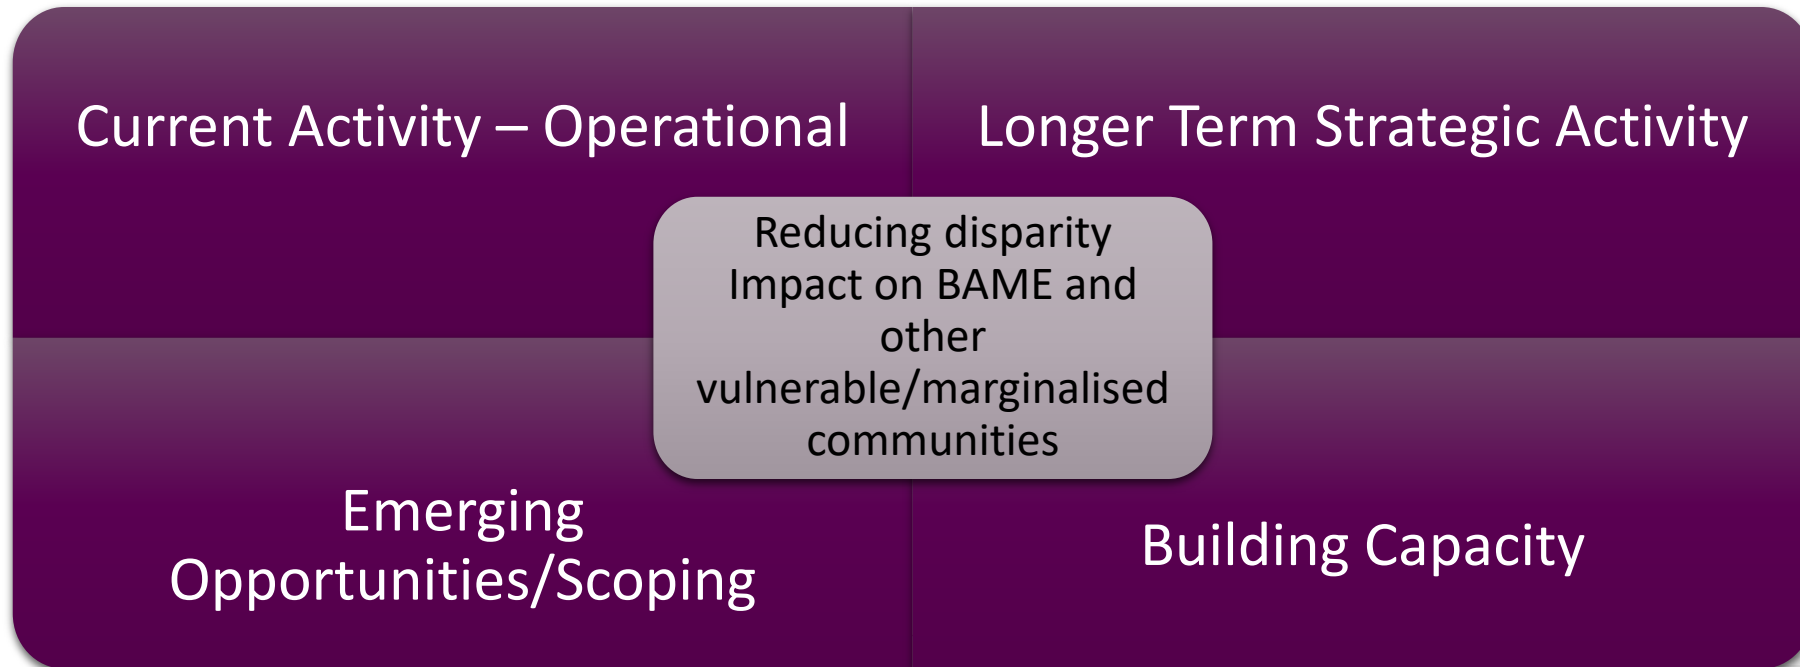 Current Activity – Operational
Longer Term Strategic Activity
Reducing disparity
Impact on BAME and
other
vulnerable/marginalised
communities
Emerging
Opportunities/Scoping
Building Capacity